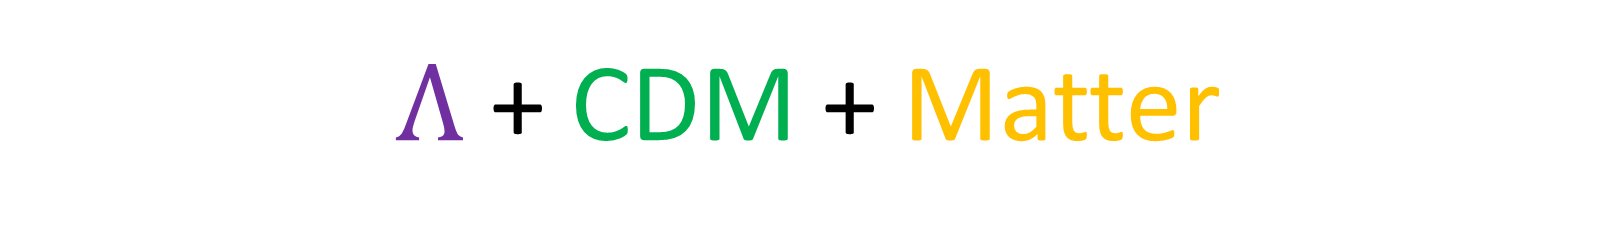 Λ + CDM + Matter